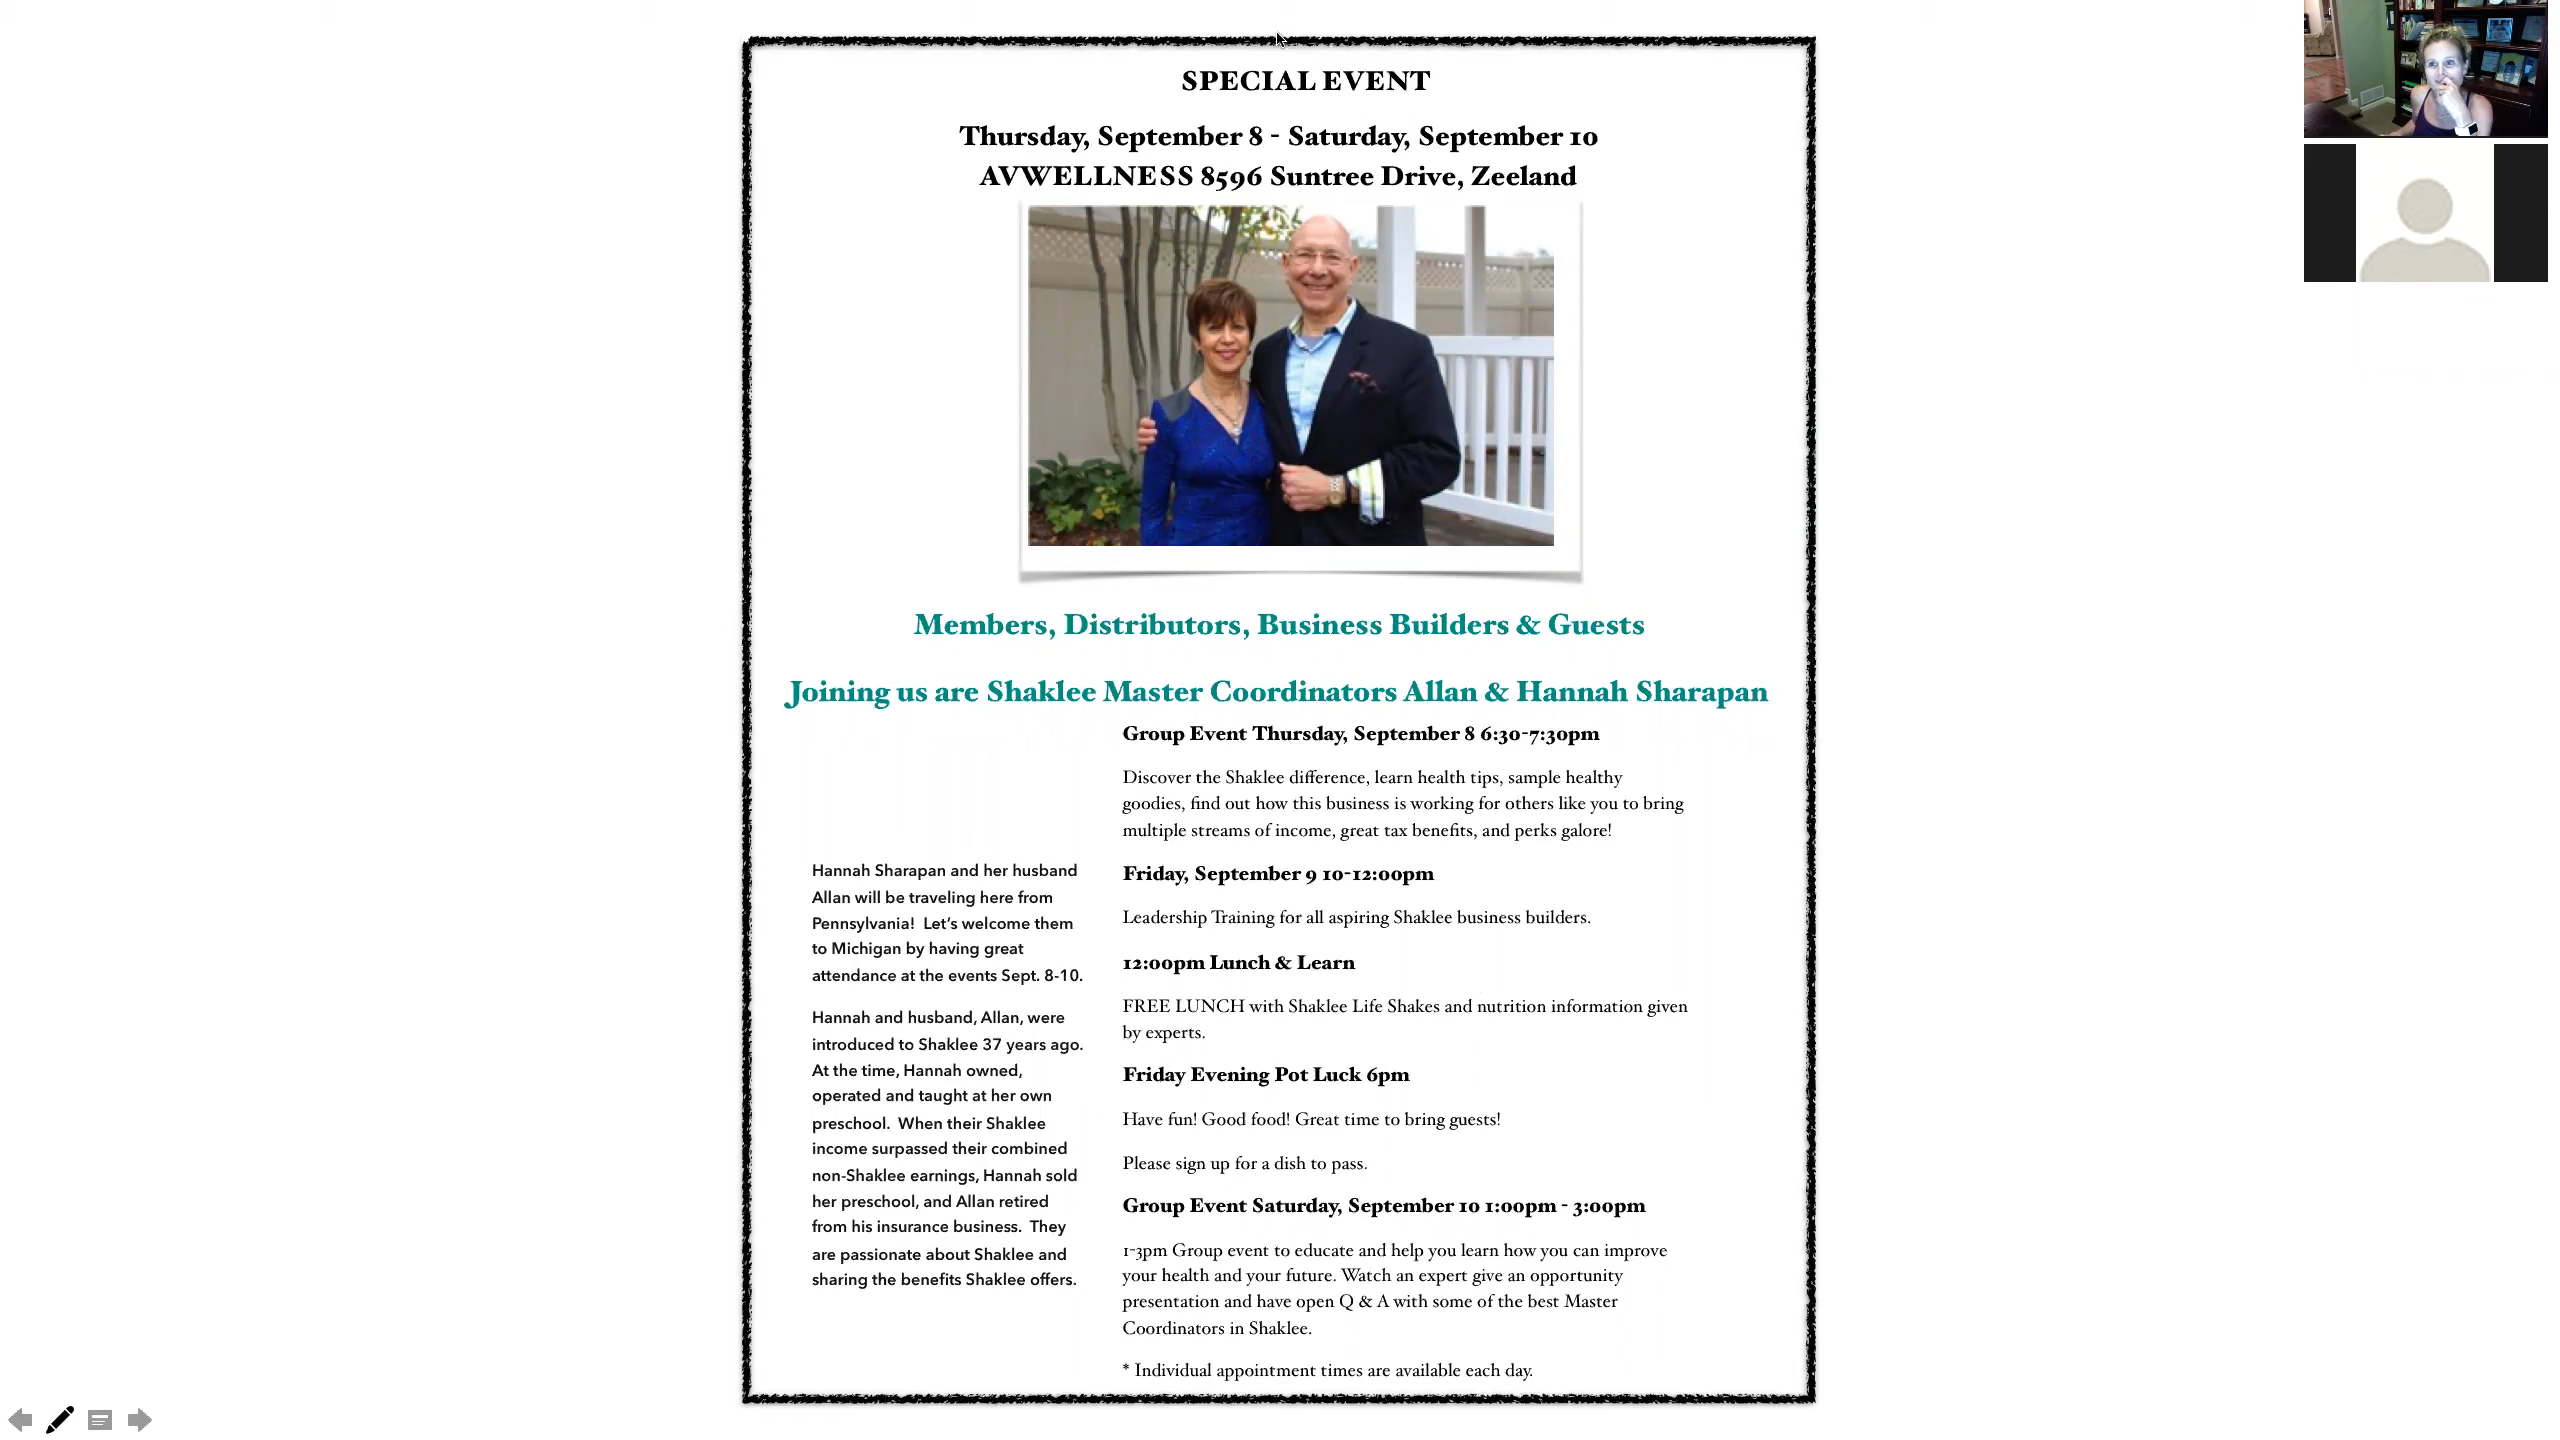 SPECIAL EVENT
Thursday, September 8 - Saturday, September 10
AVWELLNESS 8596 Suntree Drive, Zeeland
Members, Distributors, Business Builders & Guests
Joining us are Shaklee Master Coordinators Allan & Hannah Sharapan
Hannah Sharapan and her husband
Allan will be traveling here from
Pennsylvania! Let's welcome them
to Michigan by having great
attendance at the events Sept. 8-10.
Hannah and husband, Allan, were
introduced to Shaklee 37 years ago.
At the time, Hannah owned,
operated and taught at her own
preschool. When their Shaklee
income surpassed their combined
non-Shaklee earnings, Hannah sold
her preschool, and Allan retired
from his insurance business. They
are passionate about Shaklee and
sharing the benefits Shaklee offers.
Group Event Thursday, September 8 6:30-7:30pm
Discover the Shaklee difference, learn health tips, sample healthy
goodies, find out how this business is working for others like you to bring
multiple streams of income, great tax benefits, and perks galore!
Friday, September 9 10-12:00pm
Leadership Training for all aspiring Shaklee business builders.
12:00pm Lunch & Learn
FREE LUNCH with Shaklee Life Shakes and nutrition information given
by experts.
Friday Evening Pot Luck 6pm
Have fun! Good food! Great time to bring guests!
Please sign up for a dish to pass.
Group Event Saturday, September 10 1:00pm - 3:00pm
1-3pm Group event to educate and help you learn how you can improve
your health and your future. Watch an expert give an opportunity
presentation and have open Q & A with some of the best Master
Coordinators in Shaklee.
* Individual appointment times are available each day.